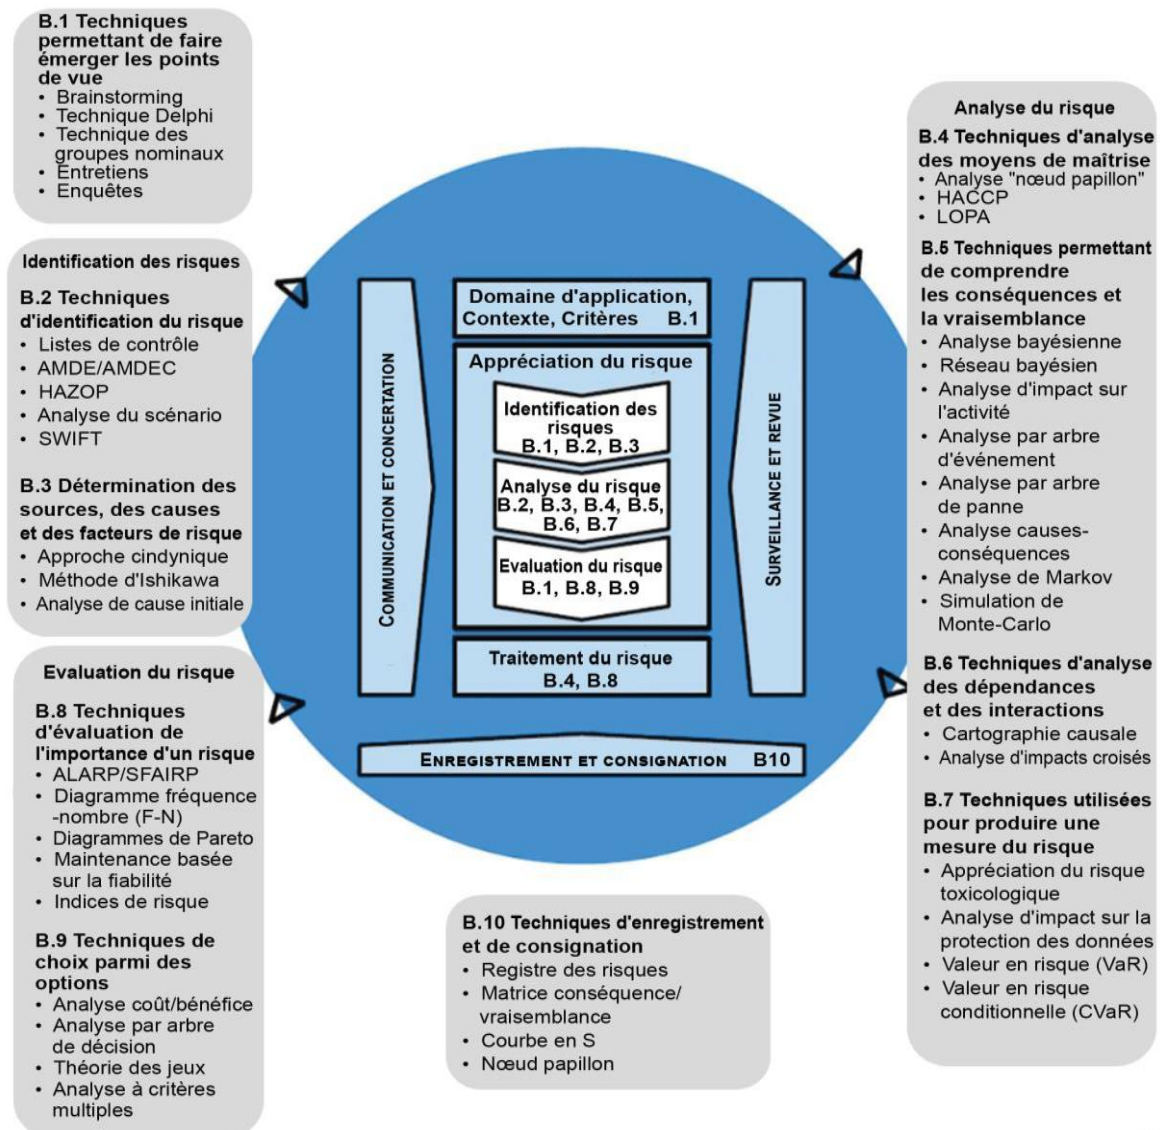 B.1 Techniques
permettant de faire
émerger les points
de vue
• Brainstorming
• Technique Delphi
• Technique des
groupes nominaux
• Entretiens
• Enquêtes
Identification des risques
B.2 Techniques
d'identification du risque
• Listes de contrôle
• AMDE/AMDEC
• HAZOP
• Analyse du scénario
• SWIFT
B.3 Détermination des
sources, des causes
et des facteurs de risque
• Approche cindynique
• Méthode d'Ishikawa
• Analyse de cause initiale
Evaluation du risque
B.8 Techniques
d'évaluation de
l'importance d'un risque
• ALARP/SFAIRP
• Diagramme fréquence
-nombre (F-N)
• Diagrammes de Pareto
• Maintenance basée
sur la fiabilité
• Indices de risque
B.9 Techniques de
choix parmi des
options
• Analyse coût/bénéfice
• Analyse par arbre
de décision
• Théorie des jeux
• Analyse à critères
multiples
COMMUNICATION ET CONCERTATION
Domaine d'application,
Contexte, Critères B.1
Appréciation du risque
Identification des
risques
B.1, B.2, B.3
Analyse du risque
B.2, B.3, B.4, B.5,
B.6, B.7
Evaluation du risque
B.1, B.8, B.9
Traitement du risque
B.4, B.8
SURVEILLANCE ET REVUE
ENREGISTREMENT ET CONSIGNATION B10
B.10 Techniques d'enregistrement
et de consignation
• Registre des risques
• Matrice conséquence/
vraisemblance
• Courbe en S
• Nœud papillon
Analyse du risque
B.4 Techniques d'analyse
des moyens de maîtrise
• Analyse "nœud papillon"
• HACCP
• LOPA
B.5 Techniques permettant
de comprendre
les conséquences et
la vraisemblance
• Analyse bayésienne
• Réseau bayésien
• Analyse d'impact sur
l'activité
• Analyse par arbre
d'événement
• Analyse par arbre
de panne
• Analyse causes-
conséquences
• Analyse de Markov
• Simulation de
Monte-Carlo
B.6 Techniques d'analyse
des dépendances
et des interactions
• Cartographie causale
• Analyse d'impacts croisés
B.7 Techniques utilisées
pour produire une
mesure du risque
• Appréciation du risque
toxicologique
• Analyse d'impact sur la
protection des données
• Valeur en risque (VaR)
• Valeur en risque
conditionnelle (CVaR)